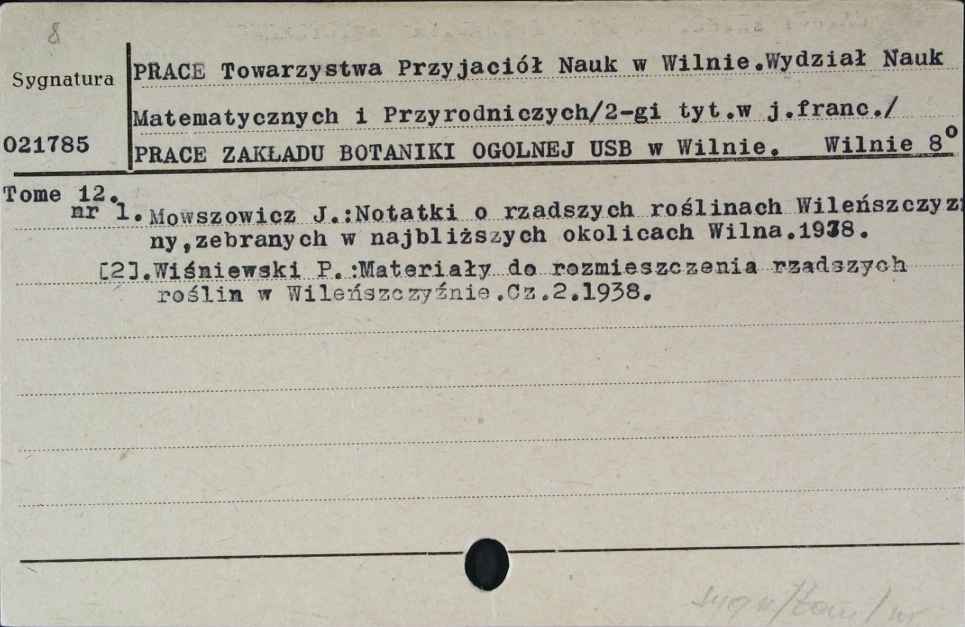 8
Sygnatura
PRACE Towarzystwa Przyjaciół Nauk w Wilnie.Wydział Nauk
Matematycznych i Przyrodniczych/2-gi tyt.w j.franc./
021785
PRACE ZAKŁADU BOTANIKI OGOLNEJ USB w Wilnie. Wilnie 8°
Tome 12.
nr 1. Mowszowicz J.:Notatki o rzadszych roślinach Wileńszczyz
ny,zebranych w najbliższych okolicach Wilna.1938.
[2].Wiśniewski P.:Materiały do rozmieszczenia rzadszych
roślin w Wileńszczyźnie.Cz.2.1938.